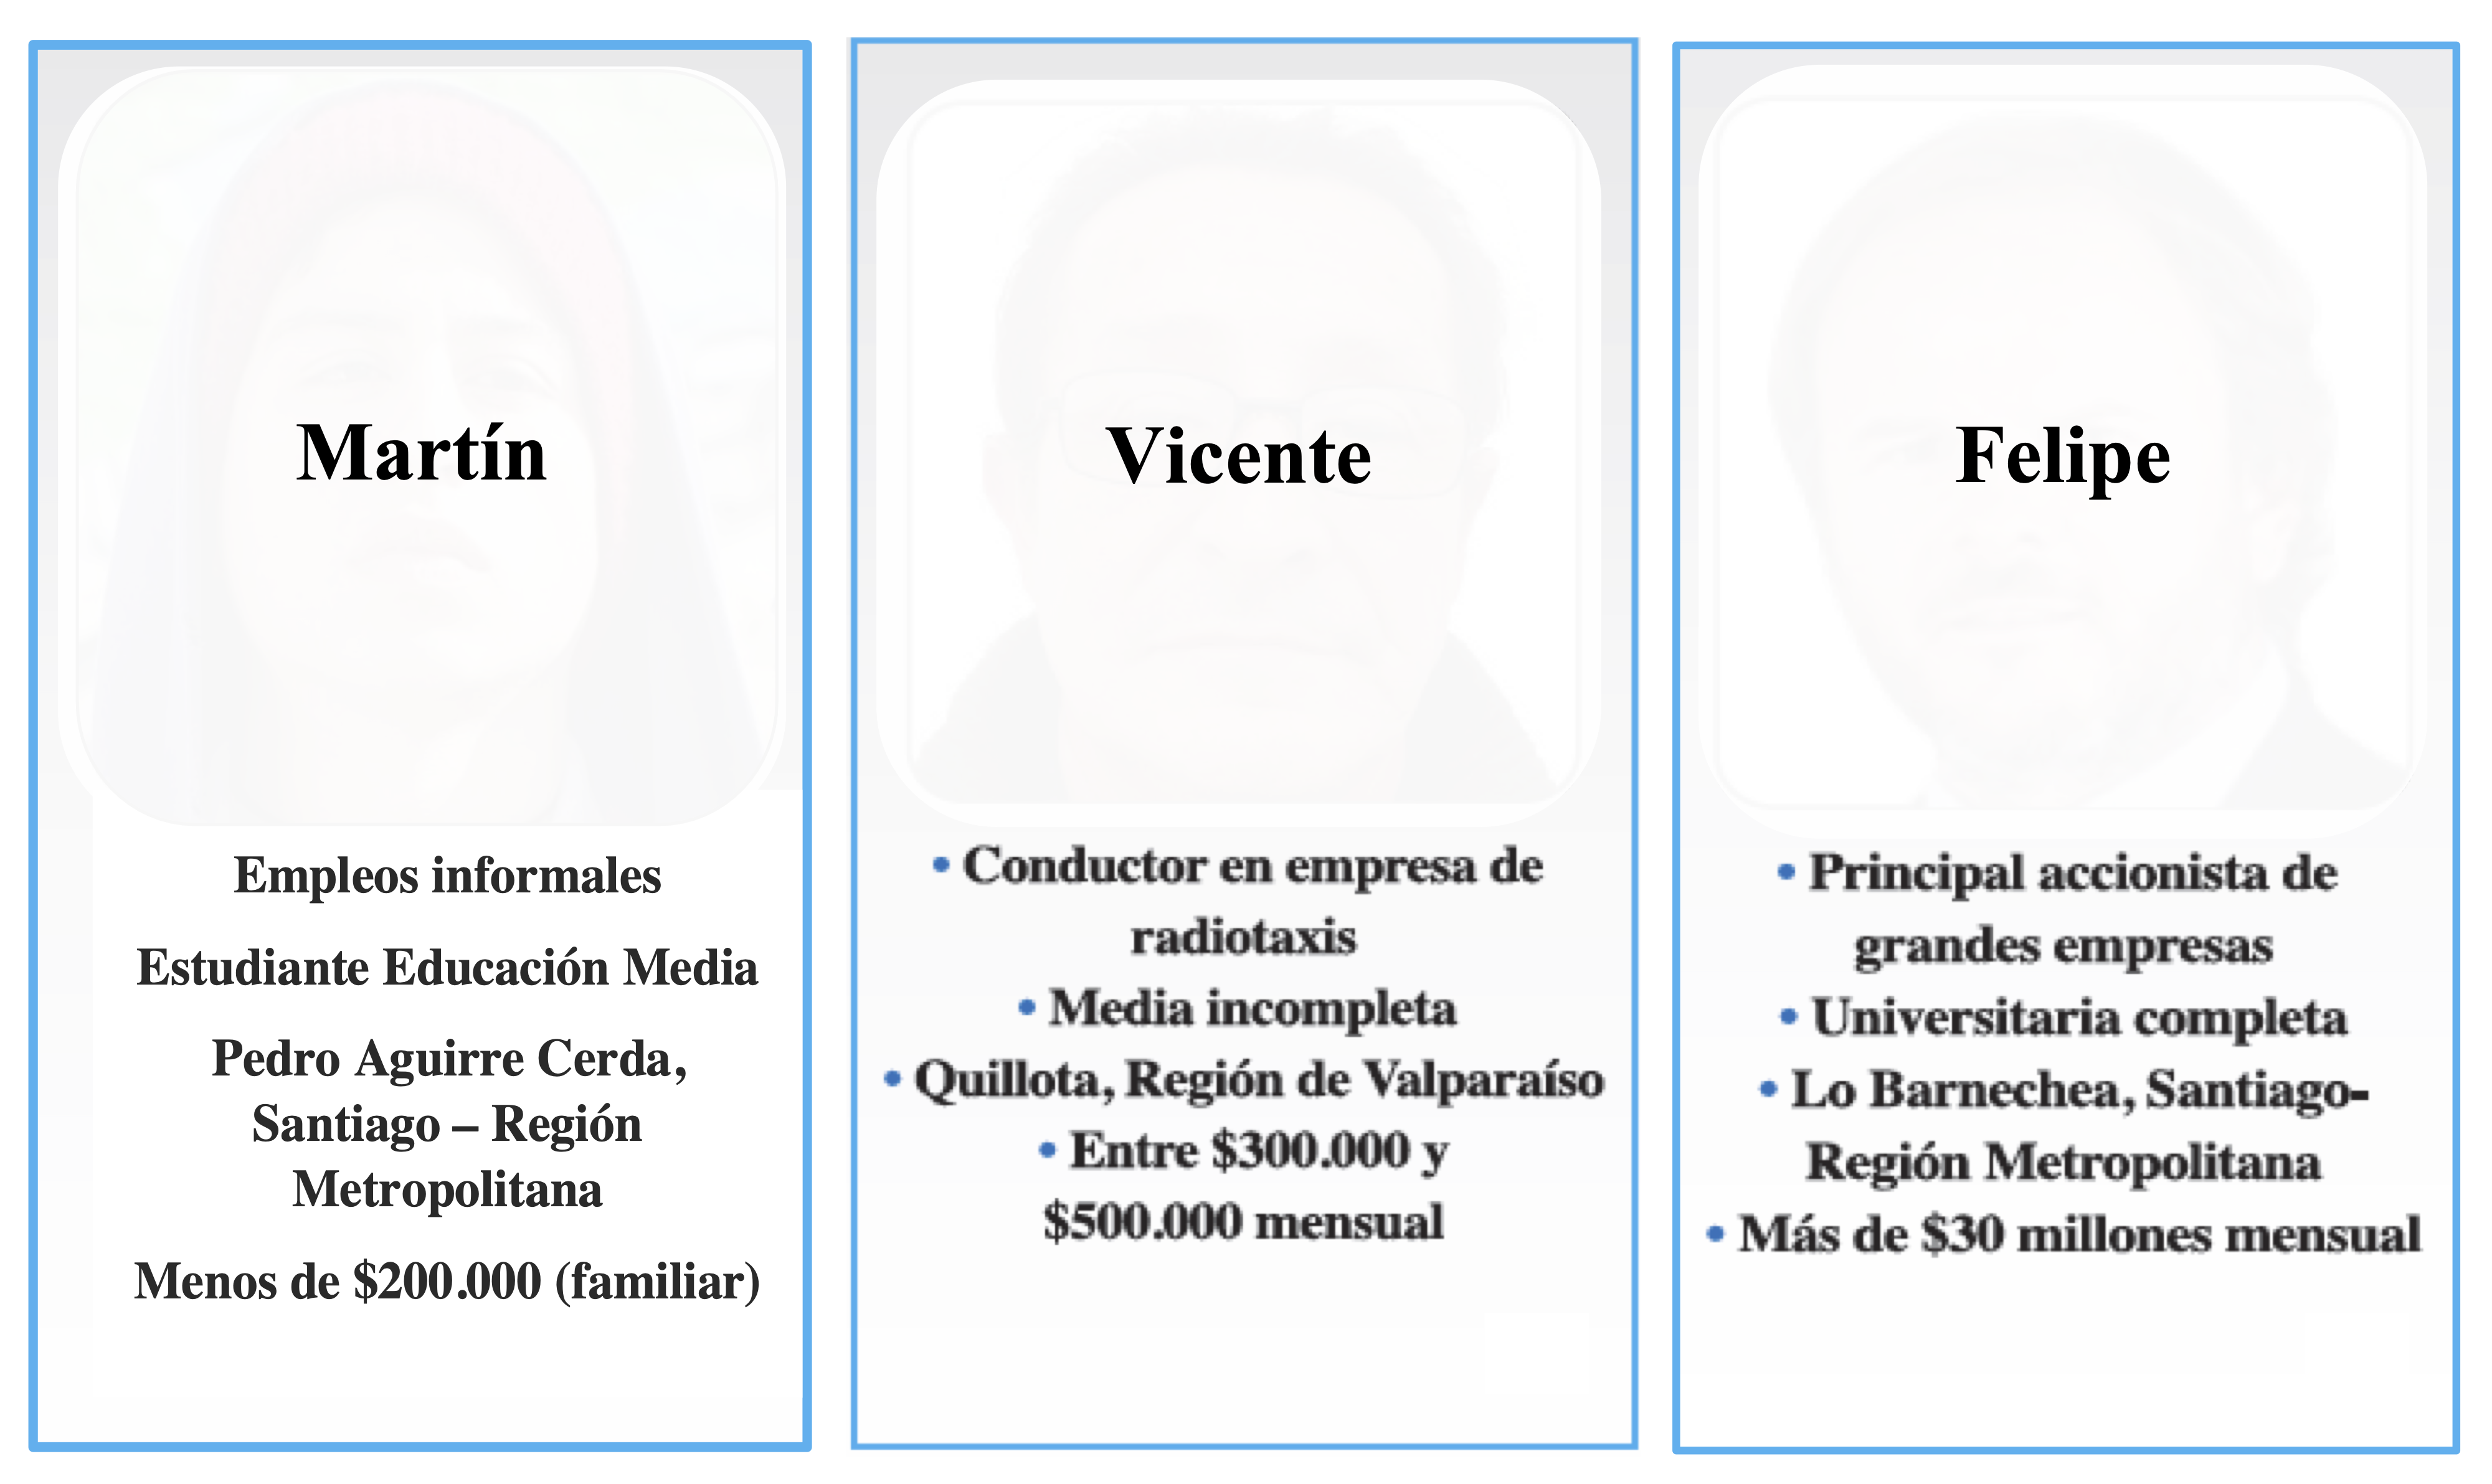 Martín
Empleos informales
Estudiante Educación Media
Pedro Aguirre Cerda,
Santiago – Región
Metropolitana
Menos de $200.000 (familiar)
Vicente
• Conductor en empresa de
radiotaxis
• Media incompleta
• Quillota, Región de Valparaíso
• Entre $300.000 y
$500.000 mensual
Felipe
• Principal accionista de
grandes empresas
• Universitaria completa
• Lo Barnechea, Santiago-
Región Metropolitana
• Más de $30 millones mensual